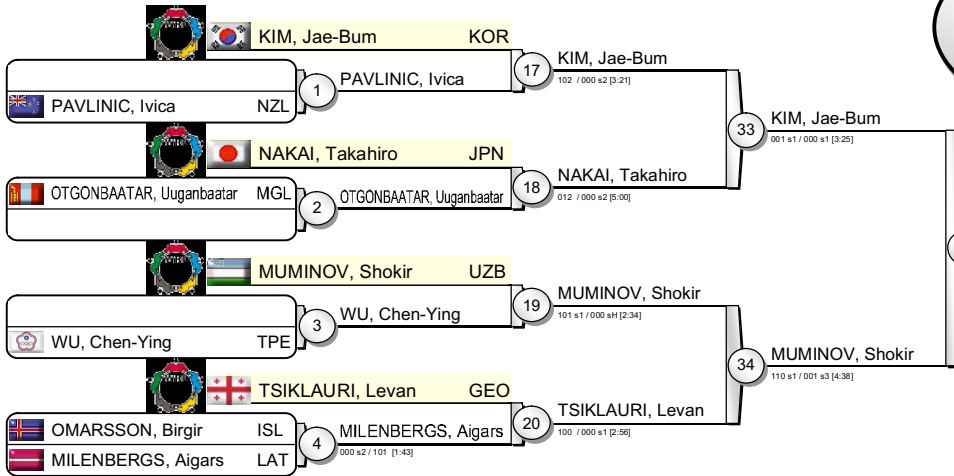 KIM, Jae-Bum KOR
PAVLINIC, Ivica NZL
1
PAVLINIC, Ivica
17
KIM, Jae-Bum
102 / 000 s2 [3:21]
NAKAI, Takahiro JPN
OTGONBAATAR, Uuganbaatar MGL
2
OTGONBAATAR, Uuganbaatar
18
NAKAI, Takahiro
012 / 000 s2 [5:00]
33
KIM, Jae-Bum
001 s1 / 000 s1 [3:25]
MUMINOV, Shokir UZB
WU, Chen-Ying TPE
3
WU, Chen-Ying
19
MUMINOV, Shokir
101 s1 / 000 sH [2:34]
TSIKLAURI, Levan GEO
OMARSSON, Birgir ISL
MILENBERGS, Aigars LAT
4
MILENBERGS, Aigars
000 s2 / 101 [1:43]
20
TSIKLAURI, Levan
100 / 000 s1 [2:56]
34
MUMINOV, Shokir
110 s1 / 001 s3 [4:38]